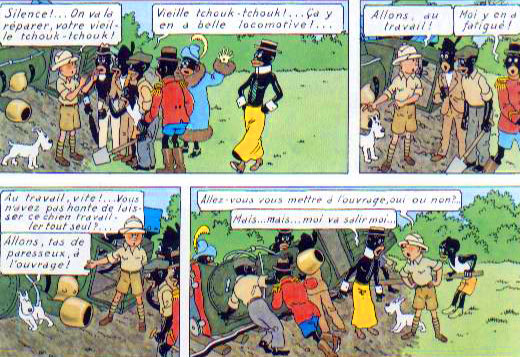 Silence!... On va la
réparer, votre vieil-
le tchouk-tchouk!
Vieille tchouk-tchouk!... Ça y
en a belle locomotive!...
Allons, au
travail!
Moi y en a
fatigué!
Au travail, vite!... Vous
n'avez pas honte de lais-
ser ce chien travail-
ler tout seul?...
Allons, tas de
paresseux, à
l'ouvrage!
Allez-vous vous mettre à l'ouvrage, oui ou non?..
Mais...mais... moi va salir moi...